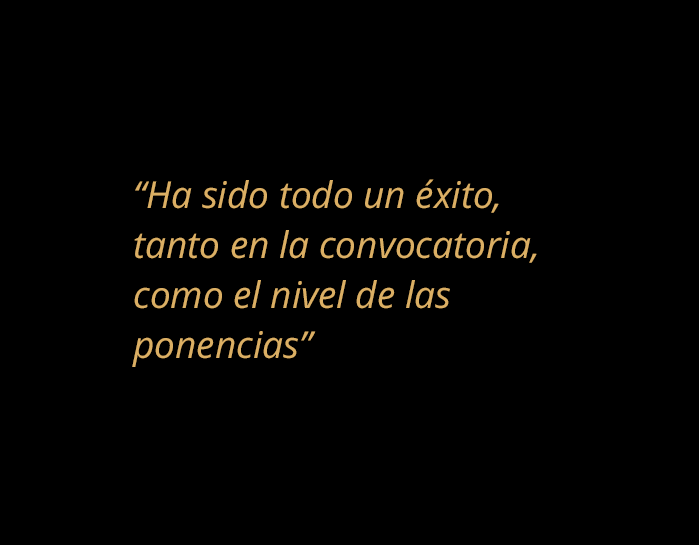 “Ha sido todo un éxito,
tanto en la convocatoria,
como el nivel de las
ponencias”